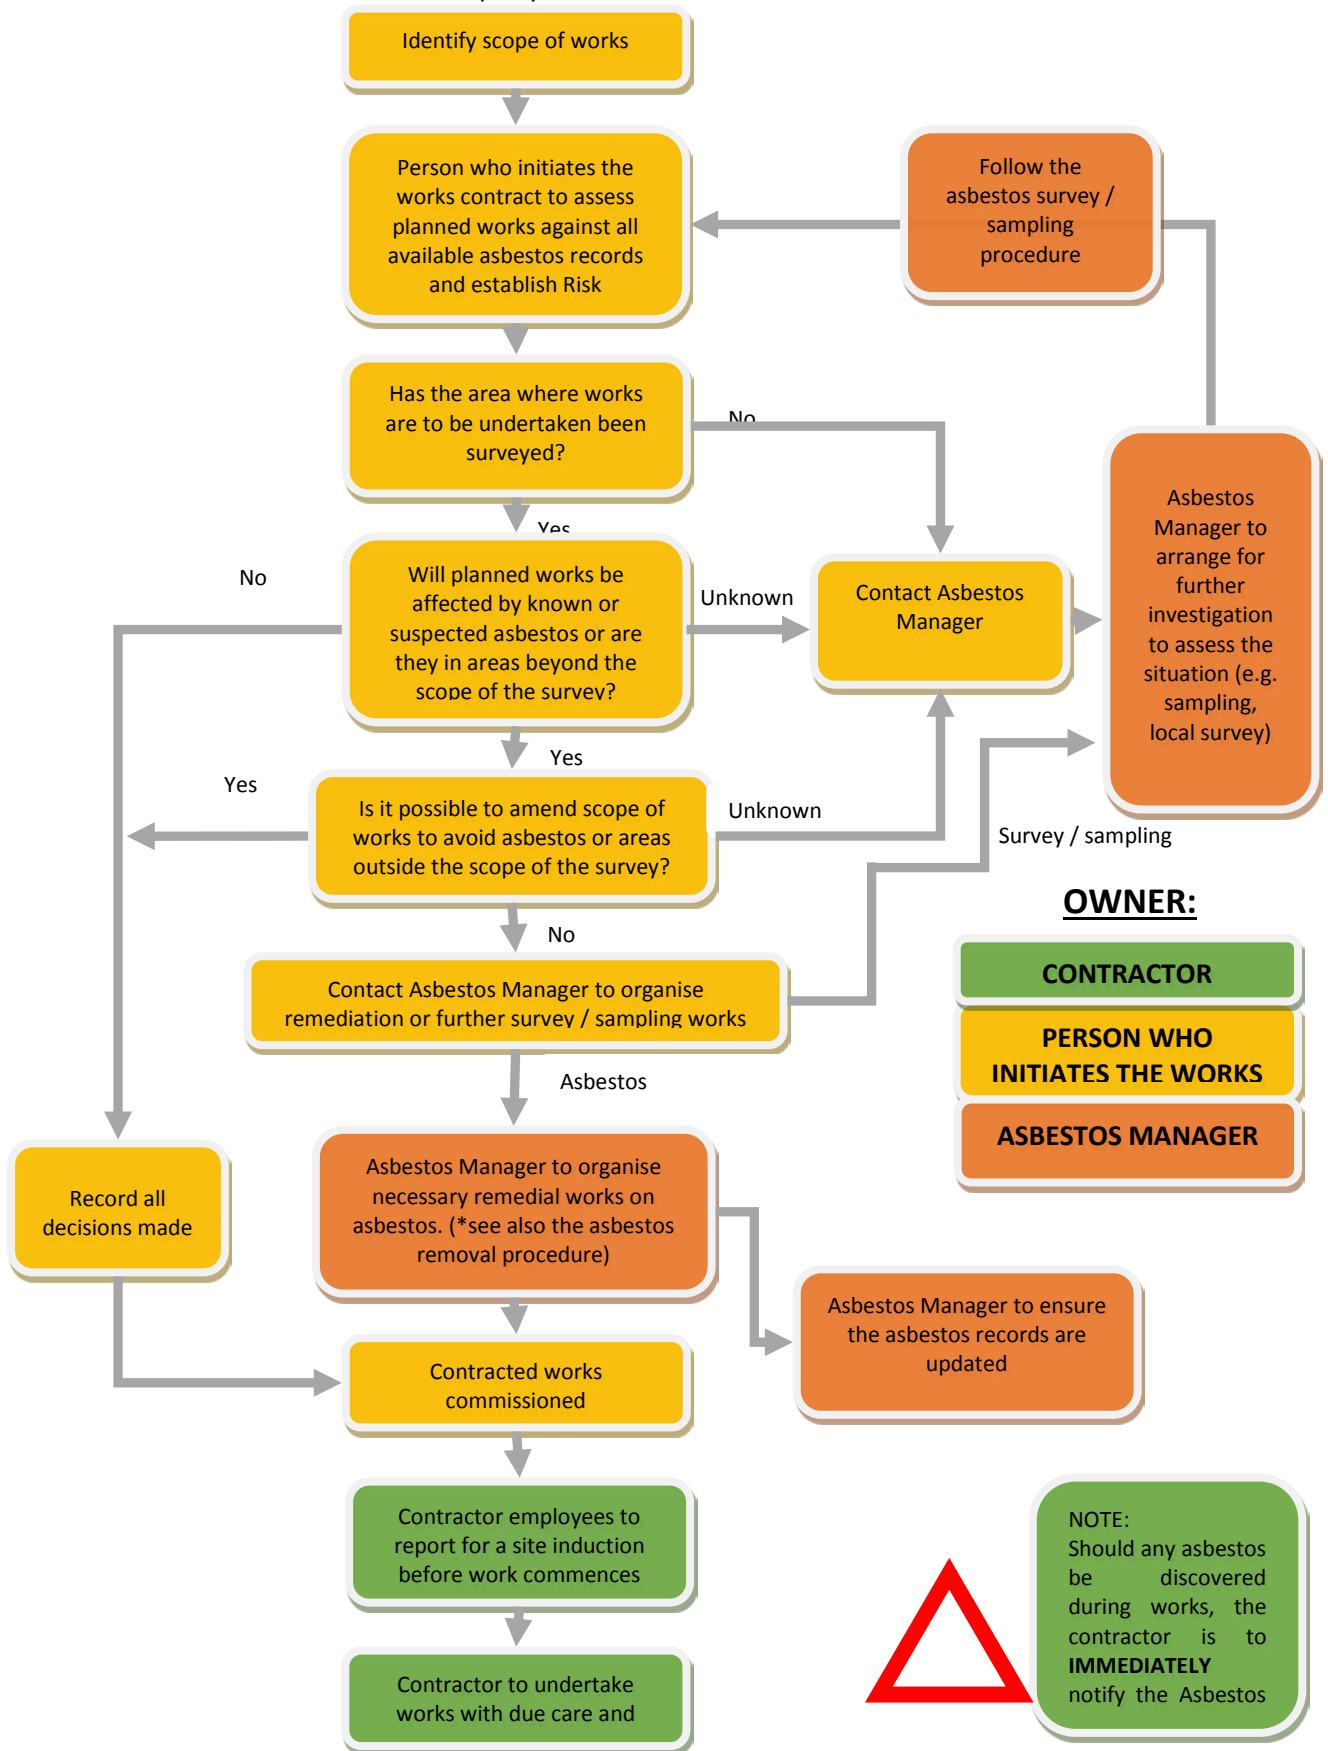 Identify scope of works
Person who initiates the
works contract to assess
planned works against all
available asbestos records
and establish Risk
Follow the
asbestos survey /
sampling
procedure
Has the area where works
are to be undertaken been
surveyed?
No
Yes
Asbestos
Manager to
arrange for
further
investigation
to assess the
situation (e.g.
sampling,
local survey)
No
Will planned works be
affected by known or
suspected asbestos or are
they in areas beyond the
scope of the survey?
Unknown
Contact Asbestos
Manager
Yes
Yes
Is it possible to amend scope of
works to avoid asbestos or areas
outside the scope of the survey?
Unknown
Survey / sampling
No
Contact Asbestos Manager to organise
remediation or further survey / sampling works
Asbestos
OWNER:
CONTRACTOR
PERSON WHO
INITIATES THE WORKS
ASBESTOS MANAGER
Record all
decisions made
Asbestos Manager to organise
necessary remedial works on
asbestos. (*see also the asbestos
removal procedure)
Asbestos Manager to ensure
the asbestos records are
updated
Contracted works
commissioned
Contractor employees to
report for a site induction
before work commences
Contractor to undertake
works with due care and
NOTE:
Should any asbestos
be discovered
during works, the
contractor is to
IMMEDIATELY
notify the Asbestos